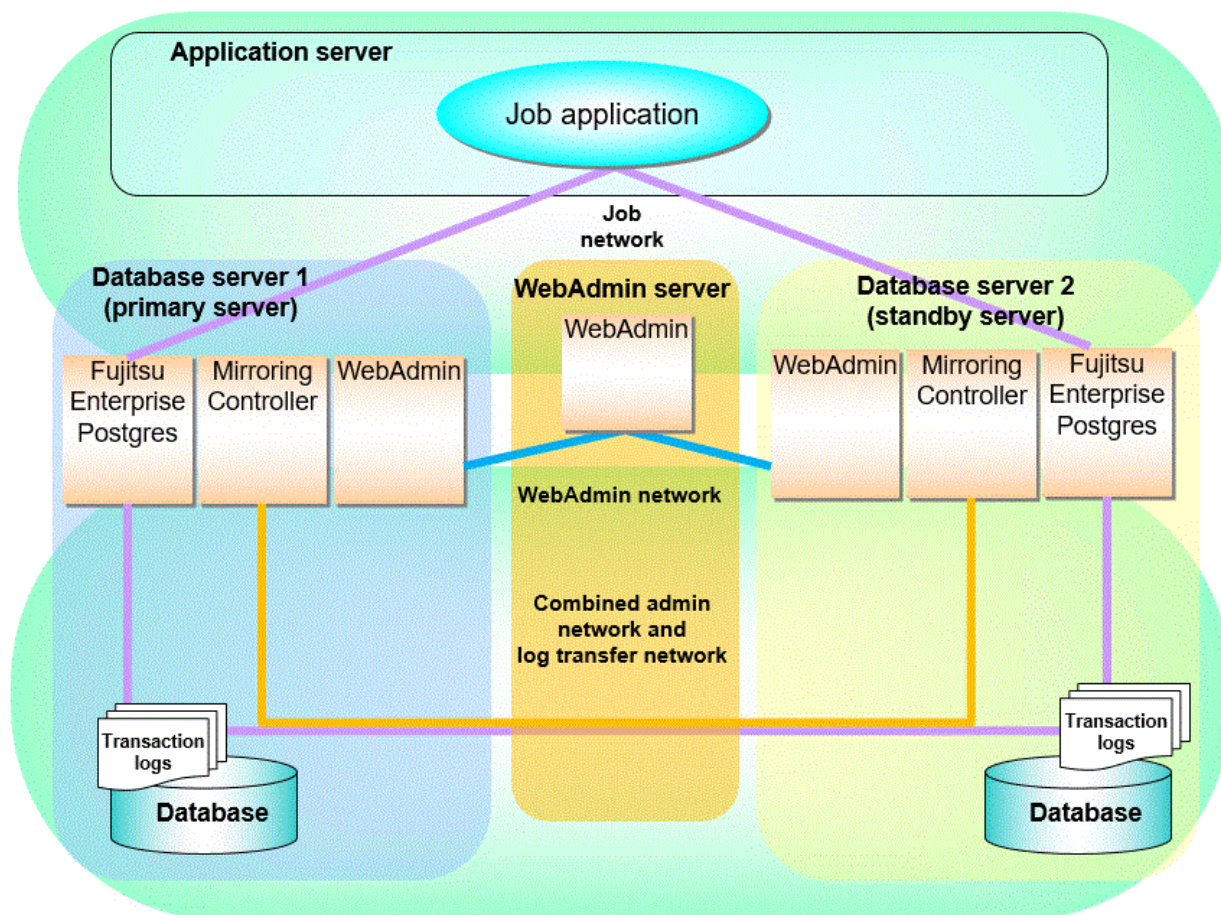 Application server
Job application
Job
network
Database server 1
(primary server)
WebAdmin server
Database server 2
(standby server)
Fujitsu
Enterprise
Postgres
Mirroring
Controller
WebAdmin
WebAdmin
WebAdmin
Mirroring
Controller
Fujitsu
Enterprise
Postgres
WebAdmin network
Combined admin
network and
log transfer network
Transaction
logs
Database
Transaction
logs
Database